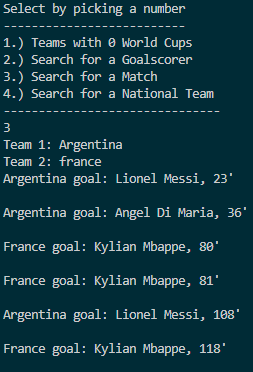 Select by picking a number
--------------------------
1.) Teams with 0 World Cups
2.) Search for a Goalscorer
3.) Search for a Match
4.) Search for a National Team
-------------------------------
3
Team 1: Argentina
Team 2: france
Argentina goal: Lionel Messi, 23'
Argentina goal: Angel Di Maria, 36'
France goal: Kylian Mbappe, 80'
France goal: Kylian Mbappe, 81'
Argentina goal: Lionel Messi, 108'
France goal: Kylian Mbappe, 118'